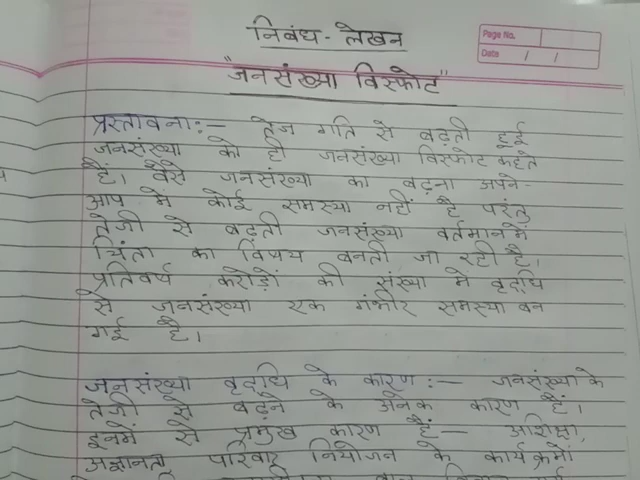 निबंध - लेखन
Page No.
Date / /
"जनसंख्या विस्फोट"
प्रस्तावना :- तेज गति से बढ़ती हुई
जनसंख्या को ही जनसंख्या विस्फोट कहते
हैं। वैसे जनसंख्या का बढ़ना अपने-
आप में कोई समस्या नहीं है परंतु
तेजी से बढ़ती जनसंख्या वर्तमान में
चिंता का विषय बनती जा रही है।
प्रतिवर्ष करोड़ों की संख्या में वृद्धि
से जनसंख्या एक गंभीर समस्या बन
गई है।
जनसंख्या वृद्धि के कारण :- जनसंख्या के
तेजी से बढ़ने के अनेक कारण हैं।
इनमें से प्रमुख कारण हैं- अशिक्षा,
अज्ञानता, परिवार नियोजन के कार्यक्रमों